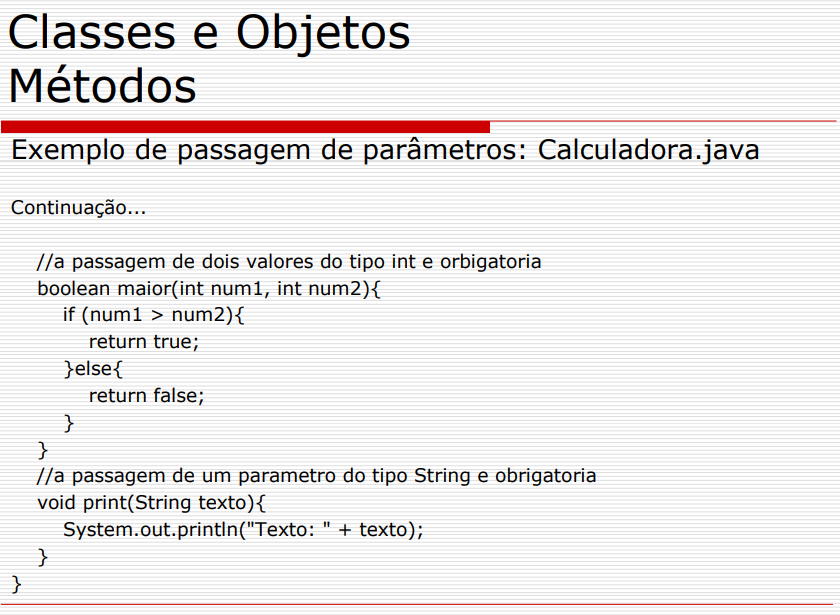 Classes e Objetos
Métodos
Exemplo de passagem de parâmetros: Calculadora.java
Continuação...
//a passagem de dois valores do tipo int e orbigatoria
boolean maior(int num1, int num2){
if (num1 > num2){
return true;
}else{
return false;
}
}
//a passagem de um parametro do tipo String e obrigatoria
void print(String texto){
System.out.println("Texto: " + texto);
}
}